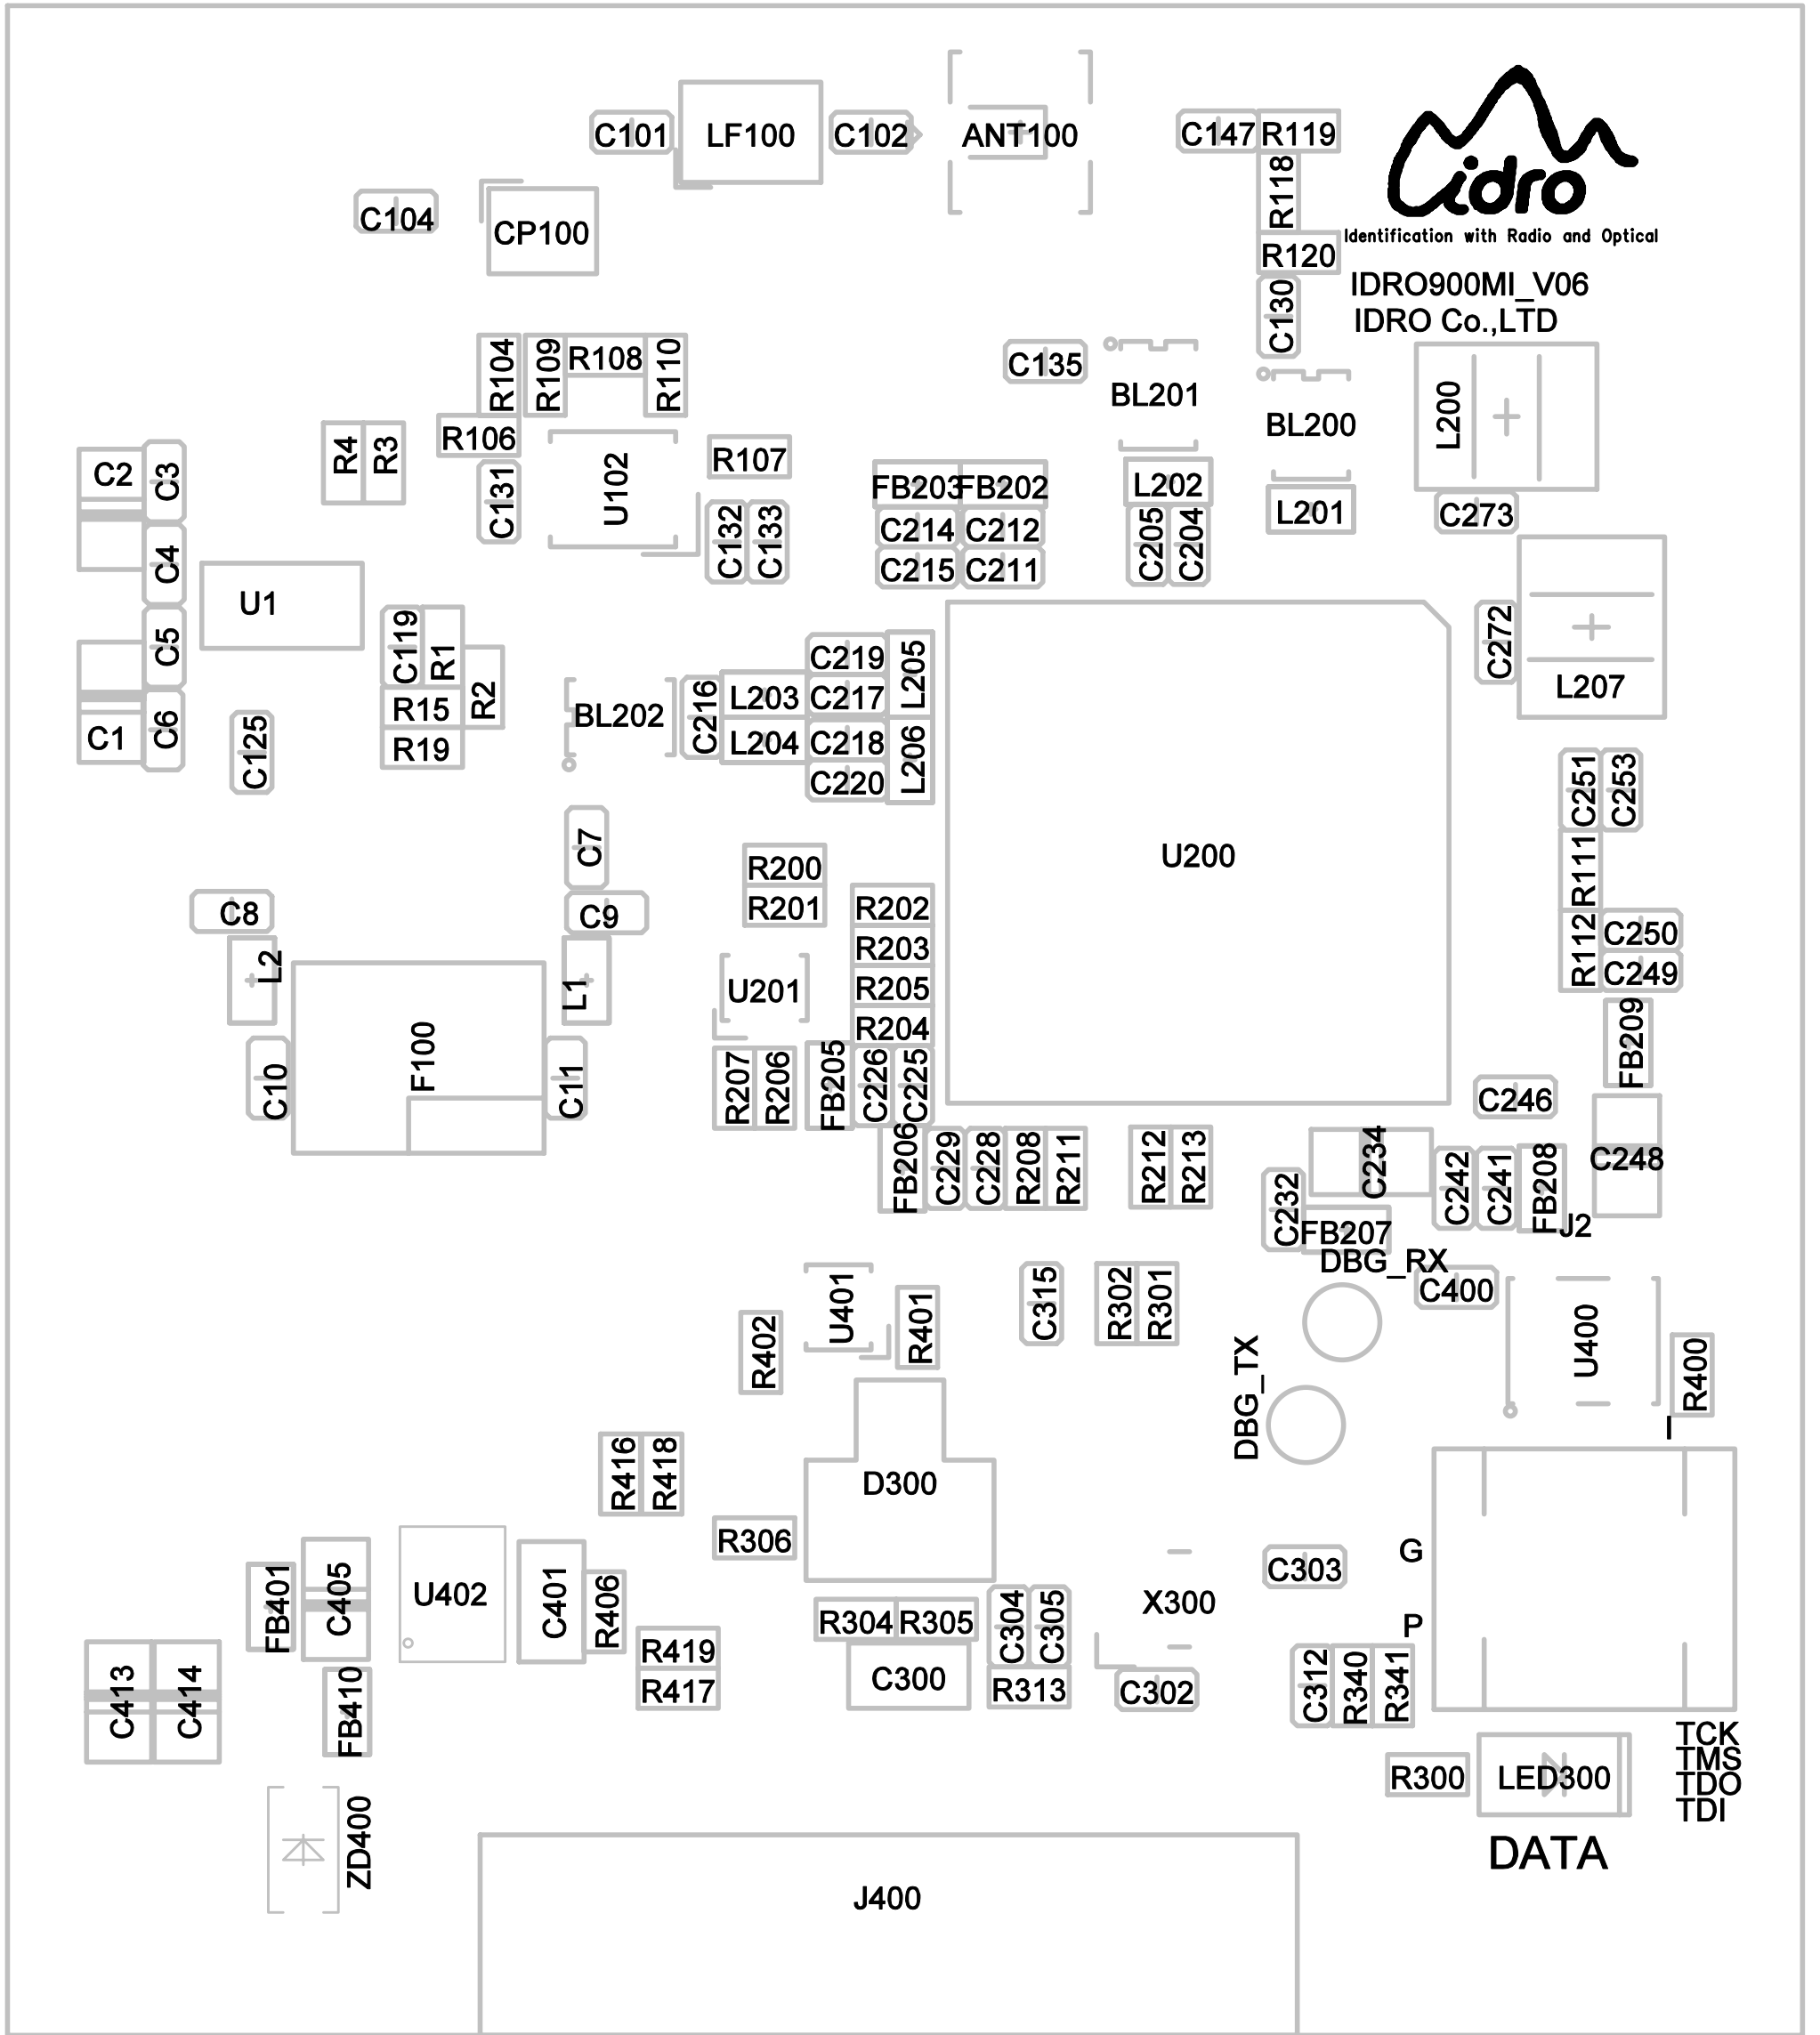 C101
LF100
C102
ANT100
C147
R119
R118
idro
Identification with Radio and Optical
C104
CP100
R120
IDRO900MI_V06
IDRO Co.,LTD
C130
R104
R109
R108
R110
C135
BL201
BL200
L200
R4
R3
R106
R107
C2
C3
C131
U102
C132
C133
FB203
FB202
L202
L201
C273
C214
C212
C205
C204
C4
C215
C211
U1
C5
C119
R1
C219
L205
C272
L207
R15
R2
BL202
C216
L203
C217
C1
C6
C125
R19
L204
C218
L206
C220
C251
C253
C7
U200
R200
R111
C8
C9
R201
R202
R112
C250
L2
L1
R203
C249
U201
R205
F100
R204
FB209
C10
C11
R207
R206
FB205
C226
C225
C246
FB206
C229
C228
R208
R211
R212
R213
C234
C242
C241
FB208
C248
C232
FB207
J2
DBG_RX
C400
U401
R401
C315
R302
R301
U400
R402
R400
DBG_TX
I
R416
R418
D300
R306
G
C303
FB401
C405
U402
C401
R406
X300
R304
R305
C304
C305
P
R419
C413
C414
FB410
R417
C300
R313
C302
C312
R340
R341
TCK
TMS
R300
LED300
TDO
TDI
ZD400
DATA
J400